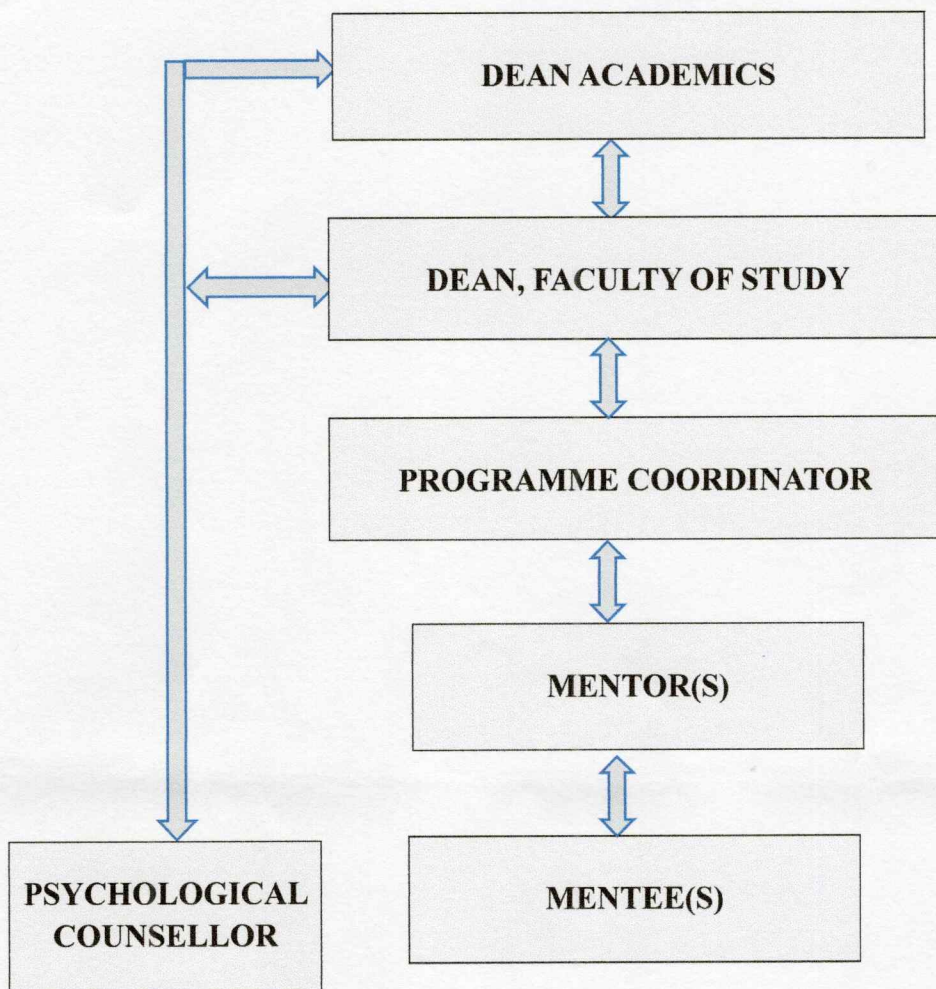 DEAN ACADEMICS
DEAN, FACULTY OF STUDY
PROGRAMME COORDINATOR
MENTOR(S)
MENTEE(S)
PSYCHOLOGICAL
COUNSELLOR